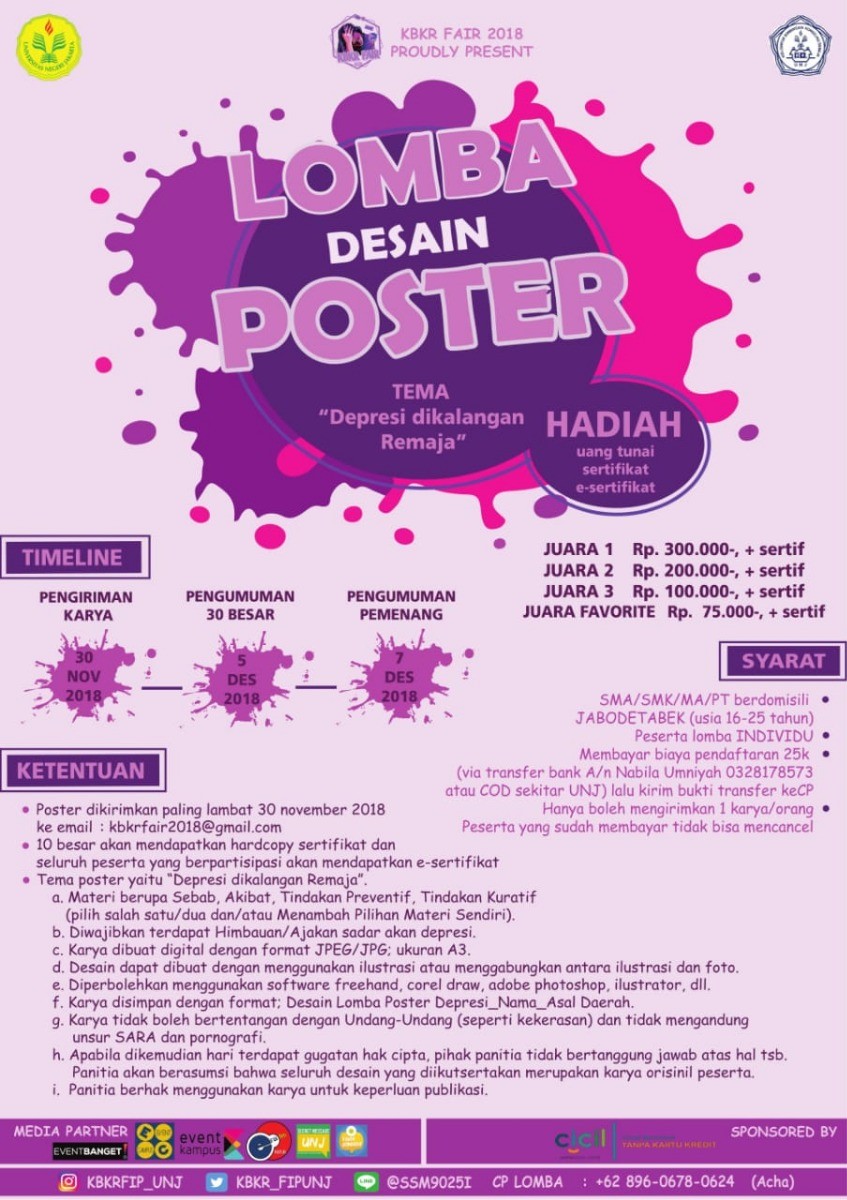 KBKR FAIR 2018
PROUDLY PRESENT
LOMBA
DESAIN
POSTER
TEMA
“Depresi dikalangan
Remaja”
HADIAH
uang tunai
sertifikat
e-sertifikat
JUARA 1 Rp. 300.000-, + sertif
JUARA 2 Rp. 200.000-, + sertif
JUARA 3 Rp. 100.000-, + sertif
JUARA FAVORITE Rp. 75.000-, + sertif
TIMELINE
PENGIRIMAN
KARYA
30
NOV
2018
PENGUMUMAN
30 BESAR
5
DES
2018
PENGUMUMAN
PEMENANG
7
DES
2018
SYARAT
SMA/SMK/MA/PT berdomisili
JABODETABEK (usia 16-25 tahun)
Peserta lomba INDIVIDU
Membayar biaya pendaftaran 25k
(via transfer bank A/n Nabila Umniyah 0328178573
atau COD sekitar UNJ) lalu kirim bukti transfer keCP
Hanya boleh mengirimkan 1 karya/orang
Peserta yang sudah membayar tidak bisa mencancel
KETENTUAN
Poster dikirimkan paling lambat 30 november 2018
ke email : kbkrfair2018@gmail.com
10 besar akan mendapatkan hardcopy sertifikat dan
seluruh peserta yang berpartisipasi akan mendapatkan e-sertifikat
Tema poster yaitu “Depresi dikalangan Remaja”.
a. Materi berupa Sebab, Akibat, Tindakan Preventif, Tindakan Kuratif
(pilih salah satu/dua dan/atau Menambah Pilihan Materi Sendiri).
b. Diwajibkan terdapat Himbauan/Ajakan sadar akan depresi.
c. Karya dibuat digital dengan format JPEG/JPG; ukuran A3.
d. Desain dapat dibuat dengan menggunakan ilustrasi atau menggabungkan antara ilustrasi dan foto.
e. Diperbolehkan menggunakan software freehand, corel draw, adobe photoshop, ilustrator, dll.
f. Karya disimpan dengan format; Desain Lomba Poster Depresi_Nama_Asal Daerah.
g. Karya tidak boleh bertentangan dengan Undang-Undang (seperti kekerasan) dan tidak mengandung
unsur SARA dan pornografi.
h. Apabila dikemudian hari terdapat gugatan hak cipta, pihak panitia tidak bertanggung jawab atas hal tsb.
Panitia akan berasumsi bahwa seluruh desain yang diikutsertakan merupakan karya orisinil peserta.
i. Panitia berhak menggunakan karya untuk keperluan publikasi.
MEDIA PARTNER
EVENTBANGET
event
kampus
UNJ
cicil
TANPA KARTU KREDIT
SPONSORED BY
KBKRFIP_UNJ
KBKR_FIPUNJ
LINE
@SSM9025I
CP LOMBA : +62 896-0678-0624 (Acha)